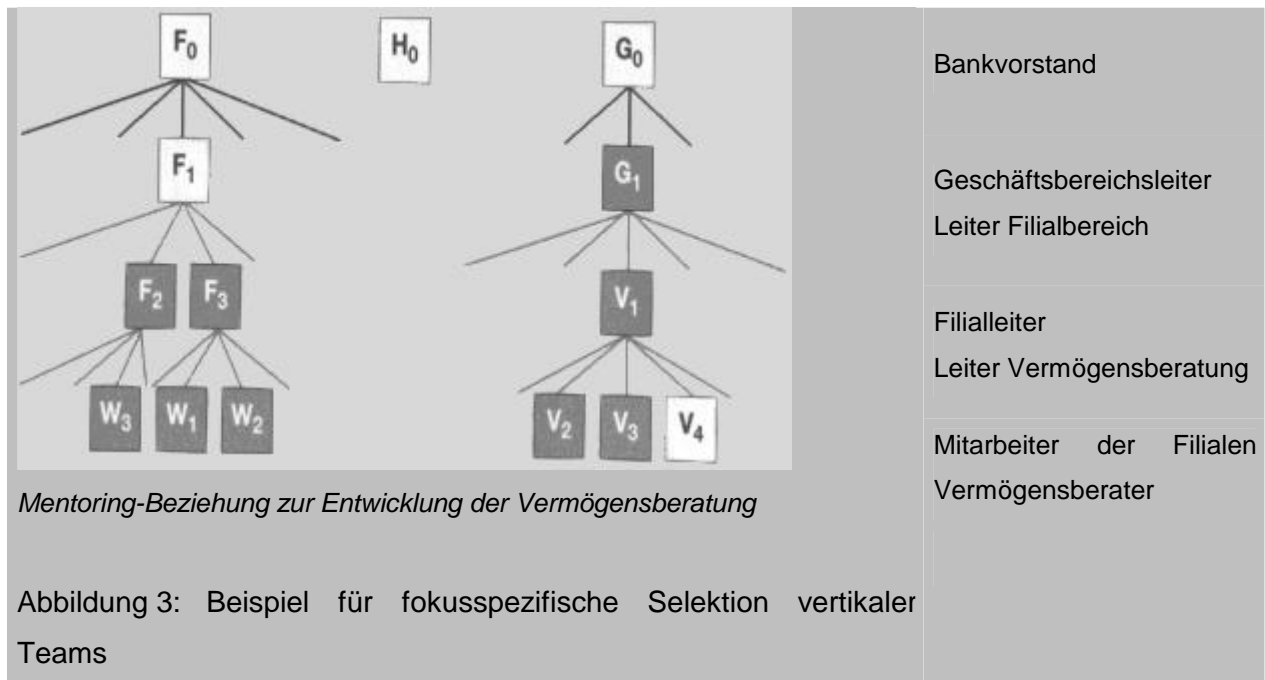 F₀ H₀ G₀
Bankvorstand
F₁ G₁
Geschäftsbereichsleiter
Leiter Filialbereich
F₂ F₃ V₁
Filialleiter
Leiter Vermögensberatung
W₃ W₁ W₂ V₂ V₃ V₄
Mitarbeiter der Filialen
Vermögensberater
Mentoring-Beziehung zur Entwicklung der Vermögensberatung
Abbildung 3: Beispiel für fokusspezifische Selektion vertikaler
Teams